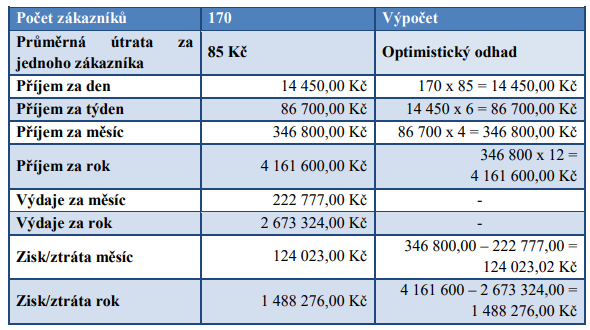 Počet zákazníků 170 Výpočet
Průměrná útrata za
jednoho zákazníka 85 Kč Optimistický odhad
Příjem za den 14 450,00 Kč 170 x 85 = 14 450,00 Kč
Příjem za týden 86 700,00 Kč 14 450 x 6 = 86 700,00 Kč
Příjem za měsíc 346 800,00 Kč 86 700 x 4 = 346 800,00 Kč
Příjem za rok 4 161 600,00 Kč 346 800 x 12 =
4 161 600,00 Kč
Výdaje za měsíc 222 777,00 Kč -
Výdaje za rok 2 673 324,00 Kč -
Zisk/ztráta měsíc 124 023,00 Kč 346 800,00 – 222 777,00 =
124 023,02 Kč
Zisk/ztráta rok 1 488 276,00 Kč 4 161 600 – 2 673 324,00 =
1 488 276,00 Kč